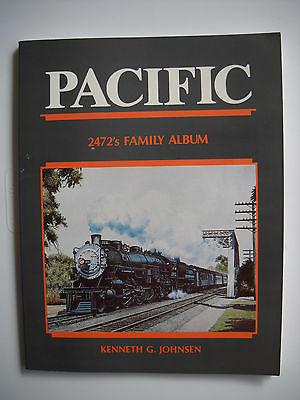 PACIFIC
2472's FAMILY ALBUM
KENNETH G. JOHNSEN